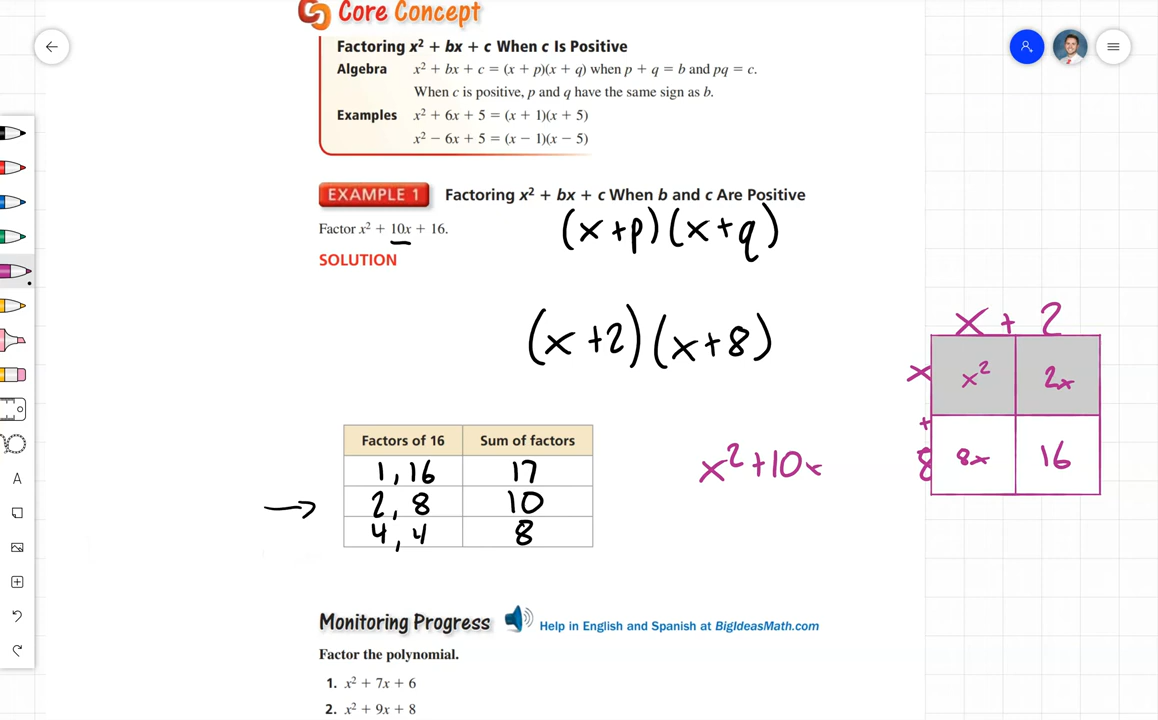 Core Concept
Factoring x² + bx + c When c Is Positive
Algebra x² + bx + c = (x + p)(x + q) when p + q = b and pq = c.
When c is positive, p and q have the same sign as b.
Examples x² + 6x + 5 = (x + 1)(x + 5)
x² − 6x + 5 = (x − 1)(x − 5)
EXAMPLE 1 Factoring x² + bx + c When b and c Are Positive
Factor x² + 10x + 16.
(x+p)(x+q)
SOLUTION
(x+2)(x+8)
x + 2
x x² 2x
+
8 8x 16
Factors of 16 Sum of factors
1, 16 17
2, 8 10
4, 4 8
x²+10x
Monitoring Progress Help in English and Spanish at BigIdeasMath.com
Factor the polynomial.
1. x² + 7x + 6
2. x² + 9x + 8
A